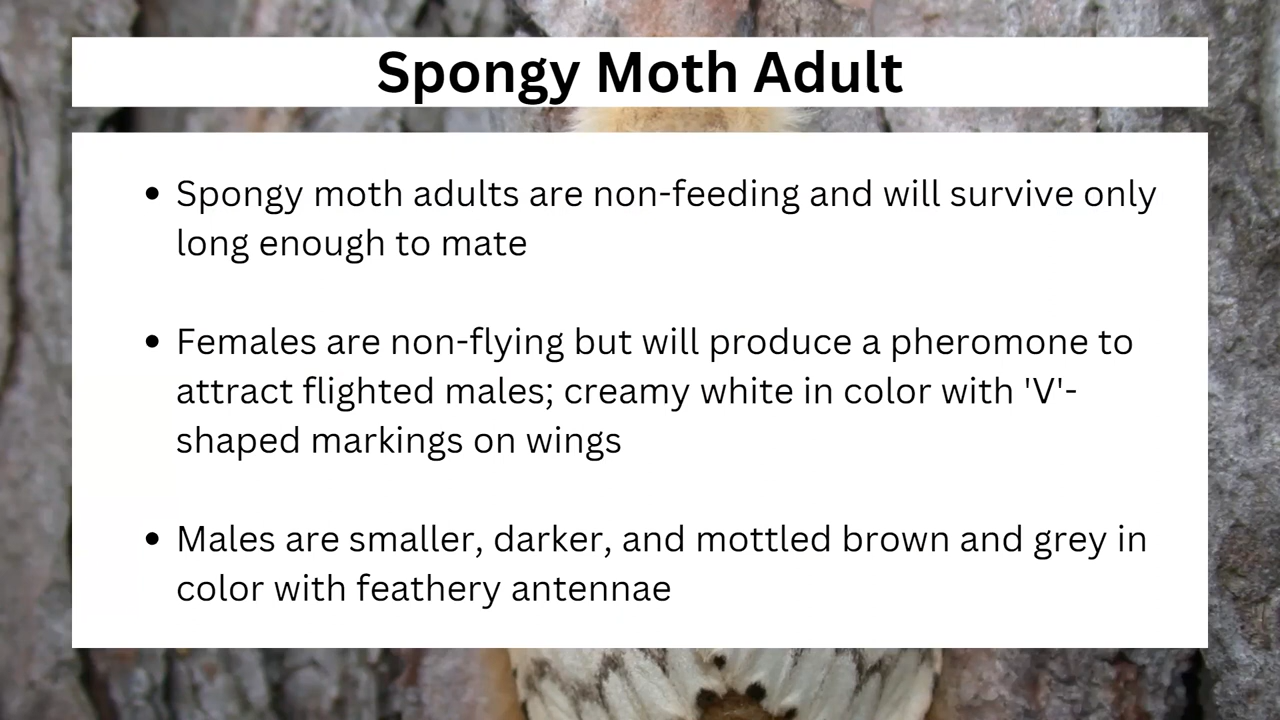 Spongy Moth Adult
• Spongy moth adults are non-feeding and will survive only
long enough to mate
• Females are non-flying but will produce a pheromone to
attract flighted males; creamy white in color with 'V'-
shaped markings on wings
• Males are smaller, darker, and mottled brown and grey in
color with feathery antennae